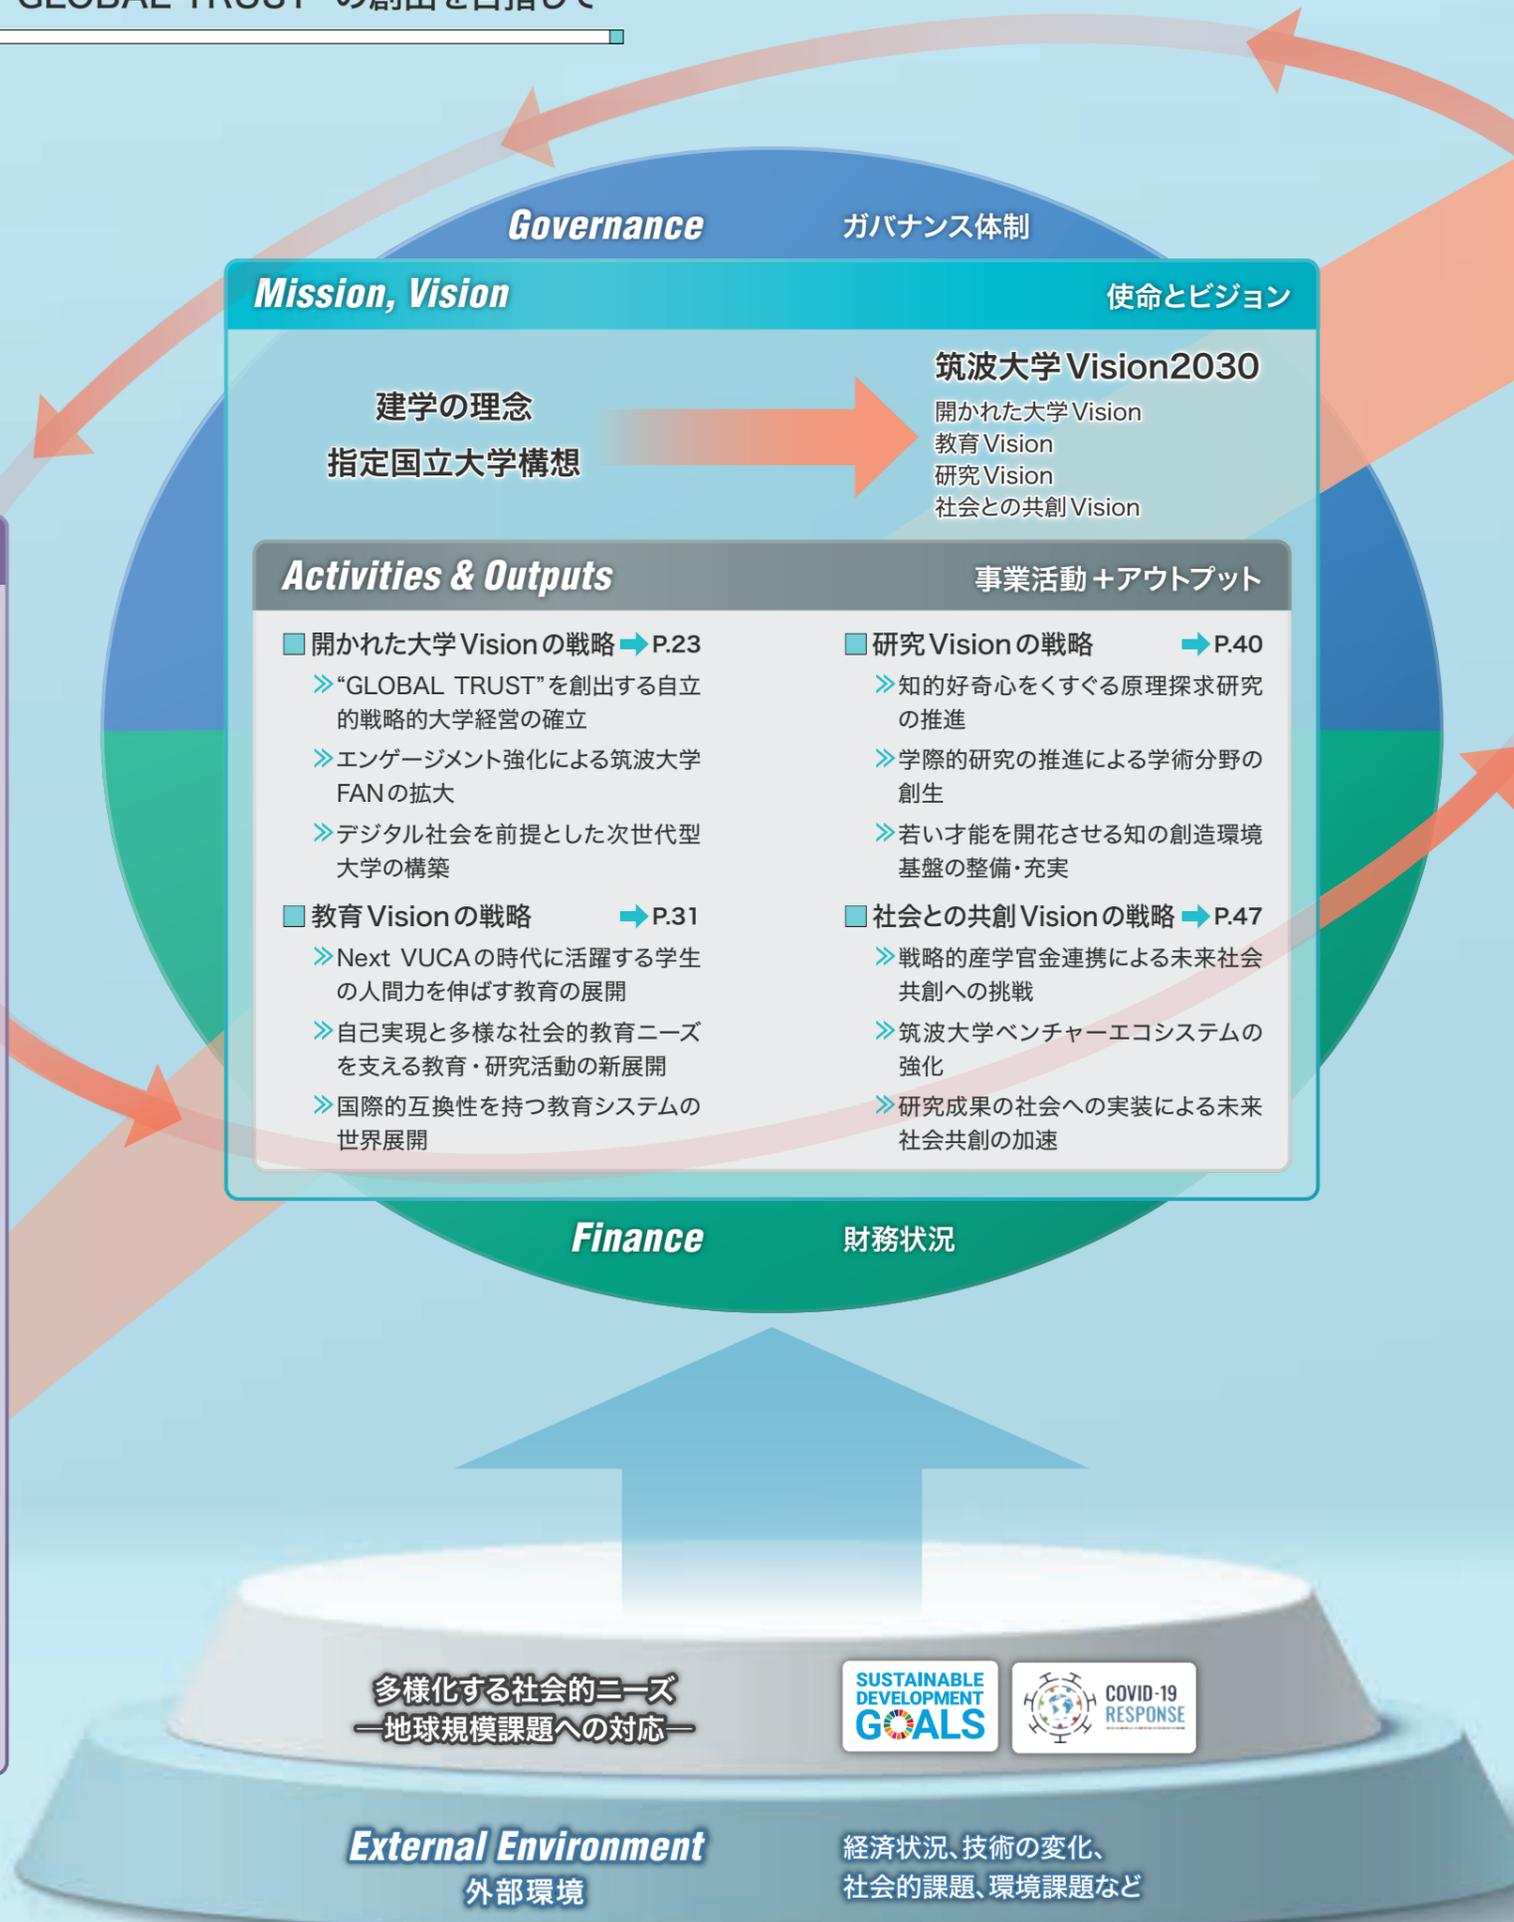 GLOBAL TRUST" の創出を目指して
Governance ガバナンス体制
Mission, Vision 使命とビジョン
建学の理念
指定国立大学構想
筑波大学Vision2030
開かれた大学Vision
教育Vision
研究Vision
社会との共創Vision
Activities & Outputs 事業活動+アウトプット
開かれた大学Visionの戦略 P.23
“GLOBAL TRUST”を創出する自立
的戦略的大学経営の確立
エンゲージメント強化による筑波大学
FANの拡大
デジタル社会を前提とした次世代型
大学の構築
教育Visionの戦略 P.31
Next VUCAの時代に活躍する学生
の人間力を伸ばす教育の展開
自己実現と多様な社会的教育ニーズ
を支える教育・研究活動の新展開
国際的互換性を持つ教育システムの
世界展開
研究Visionの戦略 P.40
知的好奇心をくすぐる原理探求研究
の推進
学際的研究の推進による学術分野の
創生
若い才能を開花させる知の創造環境
基盤の整備・充実
社会との共創Visionの戦略 P.47
戦略的産学官金連携による未来社会
共創への挑戦
筑波大学ベンチャーエコシステムの
強化
研究成果の社会への実装による未来
社会共創の加速
Finance 財務状況
多様化する社会的ニーズ
―地球規模課題への対応―
SUSTAINABLE
DEVELOPMENT
GOALS
COVID-19
RESPONSE
External Environment
外部環境
経済状況、技術の変化、
社会的課題、環境課題など